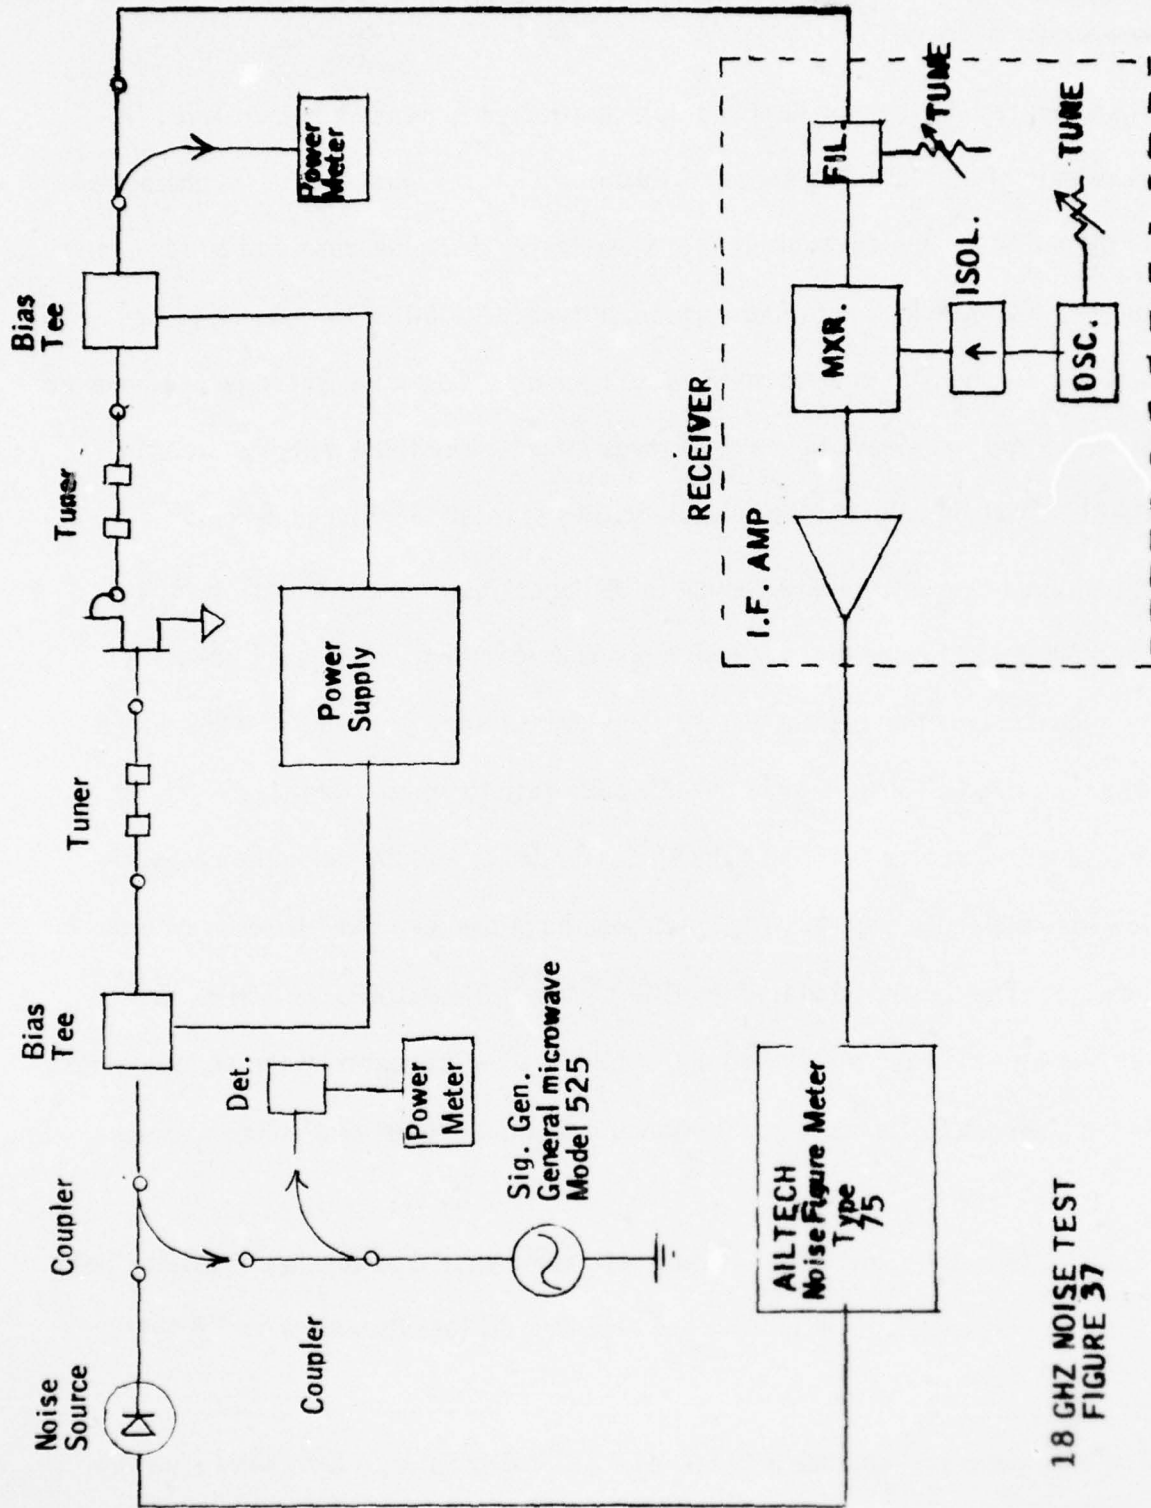 Noise
Source
Coupler
Bias
Tee
Tuner
Tuner
Bias
Tee
Coupler
Det.
Power
Meter
Sig. Gen.
General microwave
Model 525
Power
Supply
Power
Meter
AILTECH
Noise Figure Meter
Type
75
RECEIVER
I.F. AMP
MXR.
FIL.
TUNE
ISOL.
OSC.
TUNE
18 GHZ NOISE TEST
FIGURE 37